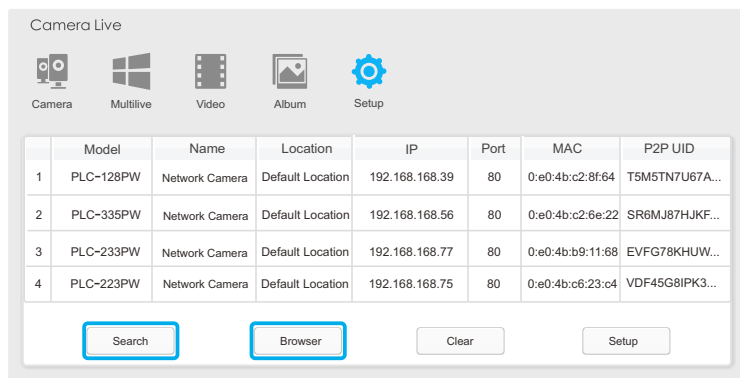 Camera Live
Camera Multilive Video Album Setup
Model Name Location IP Port MAC P2P UID
1 PLC-128PW Network Camera Default Location 192.168.168.39 80 0:e0:4b:c2:8f:64 T5M5TN7U67A...
2 PLC-335PW Network Camera Default Location 192.168.168.56 80 0:e0:4b:c2:6e:22 SR6MJ87HJKF...
3 PLC-233PW Network Camera Default Location 192.168.168.77 80 0:e0:4b:b9:11:68 EVFG78KHUW...
4 PLC-223PW Network Camera Default Location 192.168.168.75 80 0:e0:4b:c6:23:c4 VDF45G8IPK3...
Search Browser Clear Setup